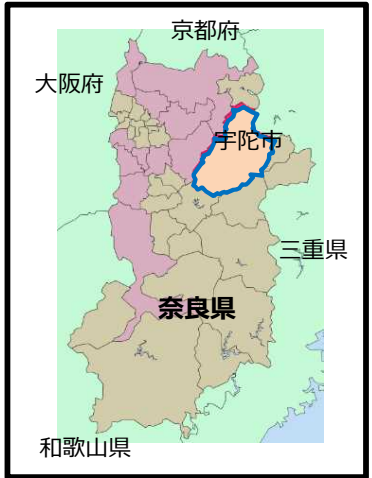 京都府
大阪府
宇陀市
三重県
奈良県
和歌山県